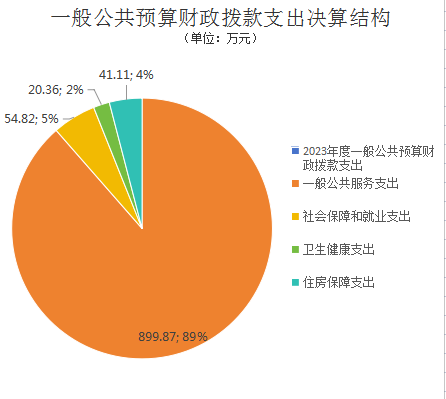 一般公共预算财政拨款支出决算结构
（单位：万元）
41.11; 4%
20.36; 2%
54.82; 5%
899.87; 89%
2023年度一般公共预算财
政拨款支出
一般公共服务支出
社会保障和就业支出
卫生健康支出
住房保障支出